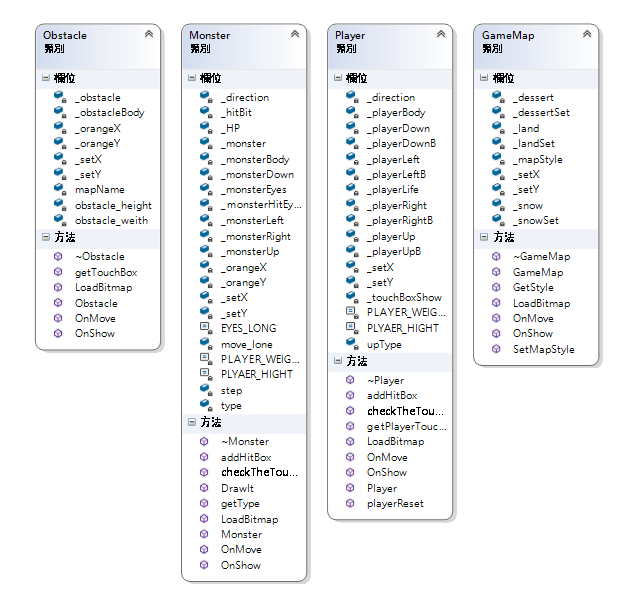 Obstacle
類別
欄位
_obstacle
_obstacleBody
_orangeX
_orangeY
_setX
_setY
mapName
obstacle_height
obstacle_weith
方法
~Obstacle
getTouchBox
LoadBitmap
Obstacle
OnMove
OnShow
Monster
類別
欄位
_direction
_hitBit
_HP
_monster
_monsterBody
_monsterDown
_monsterEyes
_monsterHitEy...
_monsterLeft
_monsterRight
_monsterUp
_orangeX
_orangeY
_setX
_setY
EYES_LONG
move_lone
PLAYER_WEIG...
PLYAER_HIGHT
step
type
方法
~Monster
addHitBox
checkTheTou...
DrawIt
getType
LoadBitmap
Monster
OnMove
OnShow
Player
類別
欄位
_direction
_playerBody
_playerDown
_playerDownB
_playerLeft
_playerLeftB
_playerLife
_playerRight
_playerRightB
_playerUp
_playerUpB
_setX
_setY
_touchBoxShow
PLAYER_WEIG...
PLYAER_HIGHT
upType
方法
~Player
addHitBox
checkTheTou...
getPlayerTouc...
LoadBitmap
OnMove
OnShow
Player
playerReset
GameMap
類別
欄位
_dessert
_dessertSet
_land
_landSet
_mapStyle
_setX
_setY
_snow
_snowSet
方法
~GameMap
GameMap
GetStyle
LoadBitmap
OnMove
OnShow
SetMapStyle